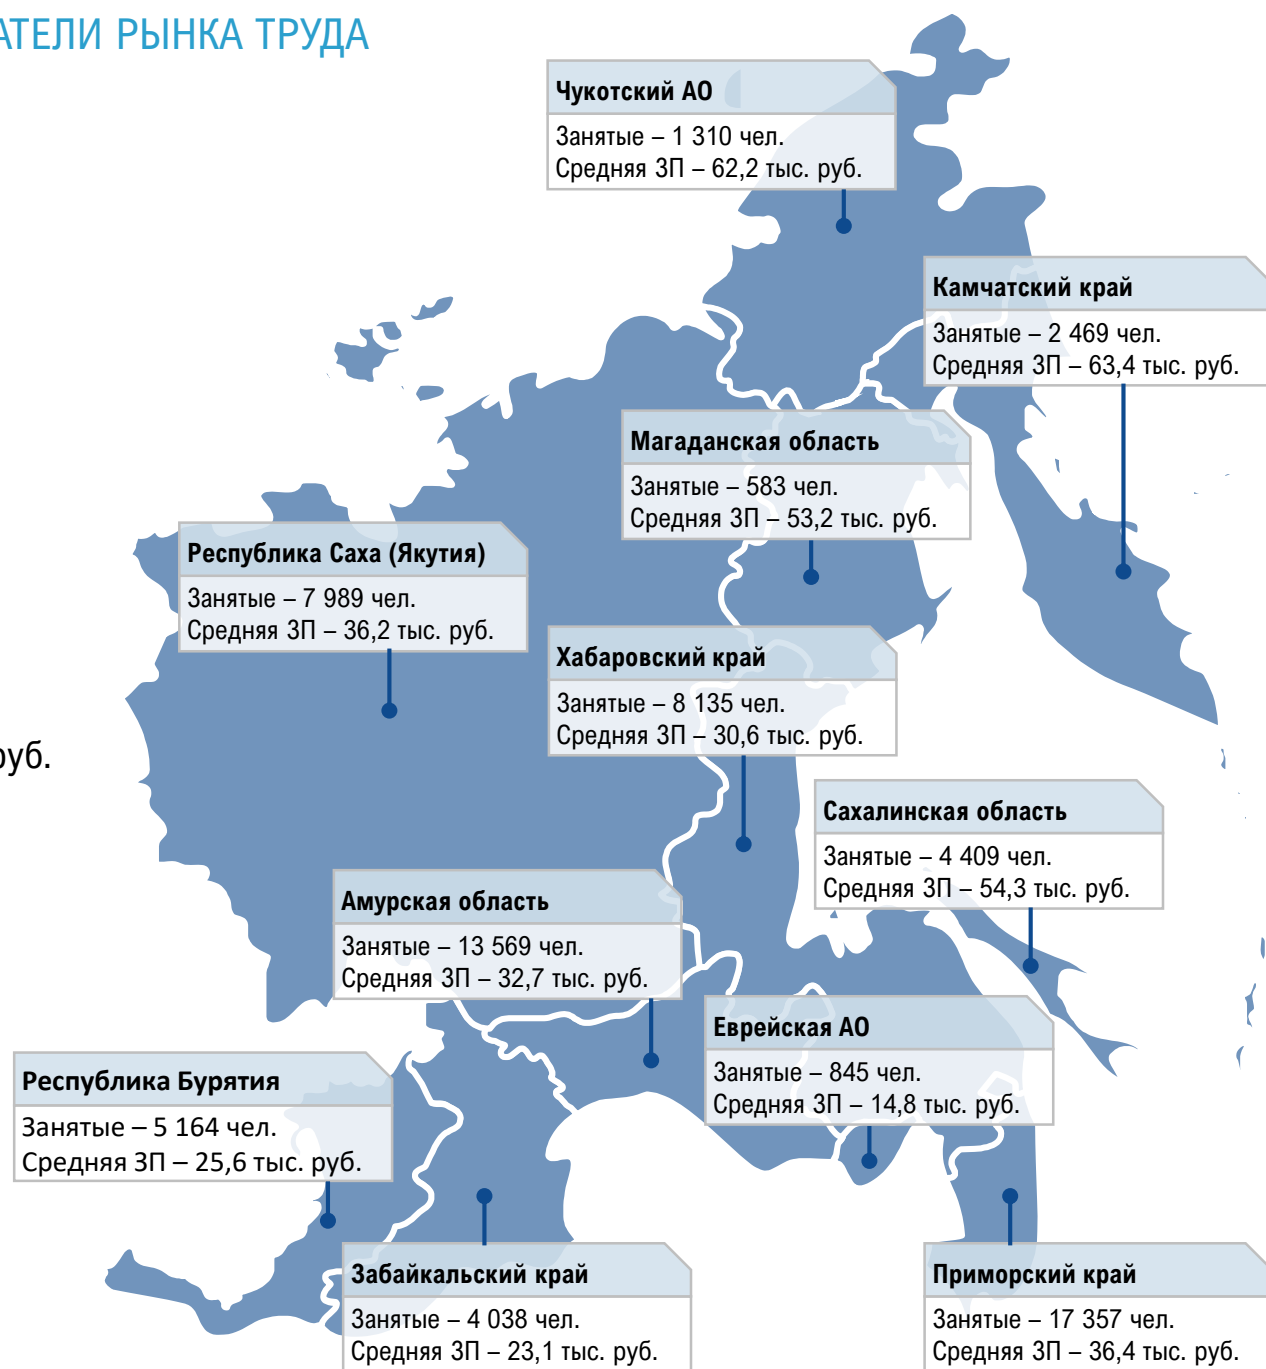 АТЕЛИ РЫНКА ТРУДА
Чукотский АО
Занятые – 1 310 чел.
Средняя ЗП – 62,2 тыс. руб.
Камчатский край
Занятые – 2 469 чел.
Средняя ЗП – 63,4 тыс. руб.
Магаданская область
Занятые – 583 чел.
Средняя ЗП – 53,2 тыс. руб.
Республика Саха (Якутия)
Занятые – 7 989 чел.
Средняя ЗП – 36,2 тыс. руб.
Хабаровский край
Занятые – 8 135 чел.
Средняя ЗП – 30,6 тыс. руб.
руб.
Сахалинская область
Занятые – 4 409 чел.
Средняя ЗП – 54,3 тыс. руб.
Амурская область
Занятые – 13 569 чел.
Средняя ЗП – 32,7 тыс. руб.
Еврейская АО
Занятые – 845 чел.
Средняя ЗП – 14,8 тыс. руб.
Республика Бурятия
Занятые – 5 164 чел.
Средняя ЗП – 25,6 тыс. руб.
Забайкальский край
Занятые – 4 038 чел.
Средняя ЗП – 23,1 тыс. руб.
Приморский край
Занятые – 17 357 чел.
Средняя ЗП – 36,4 тыс. руб.